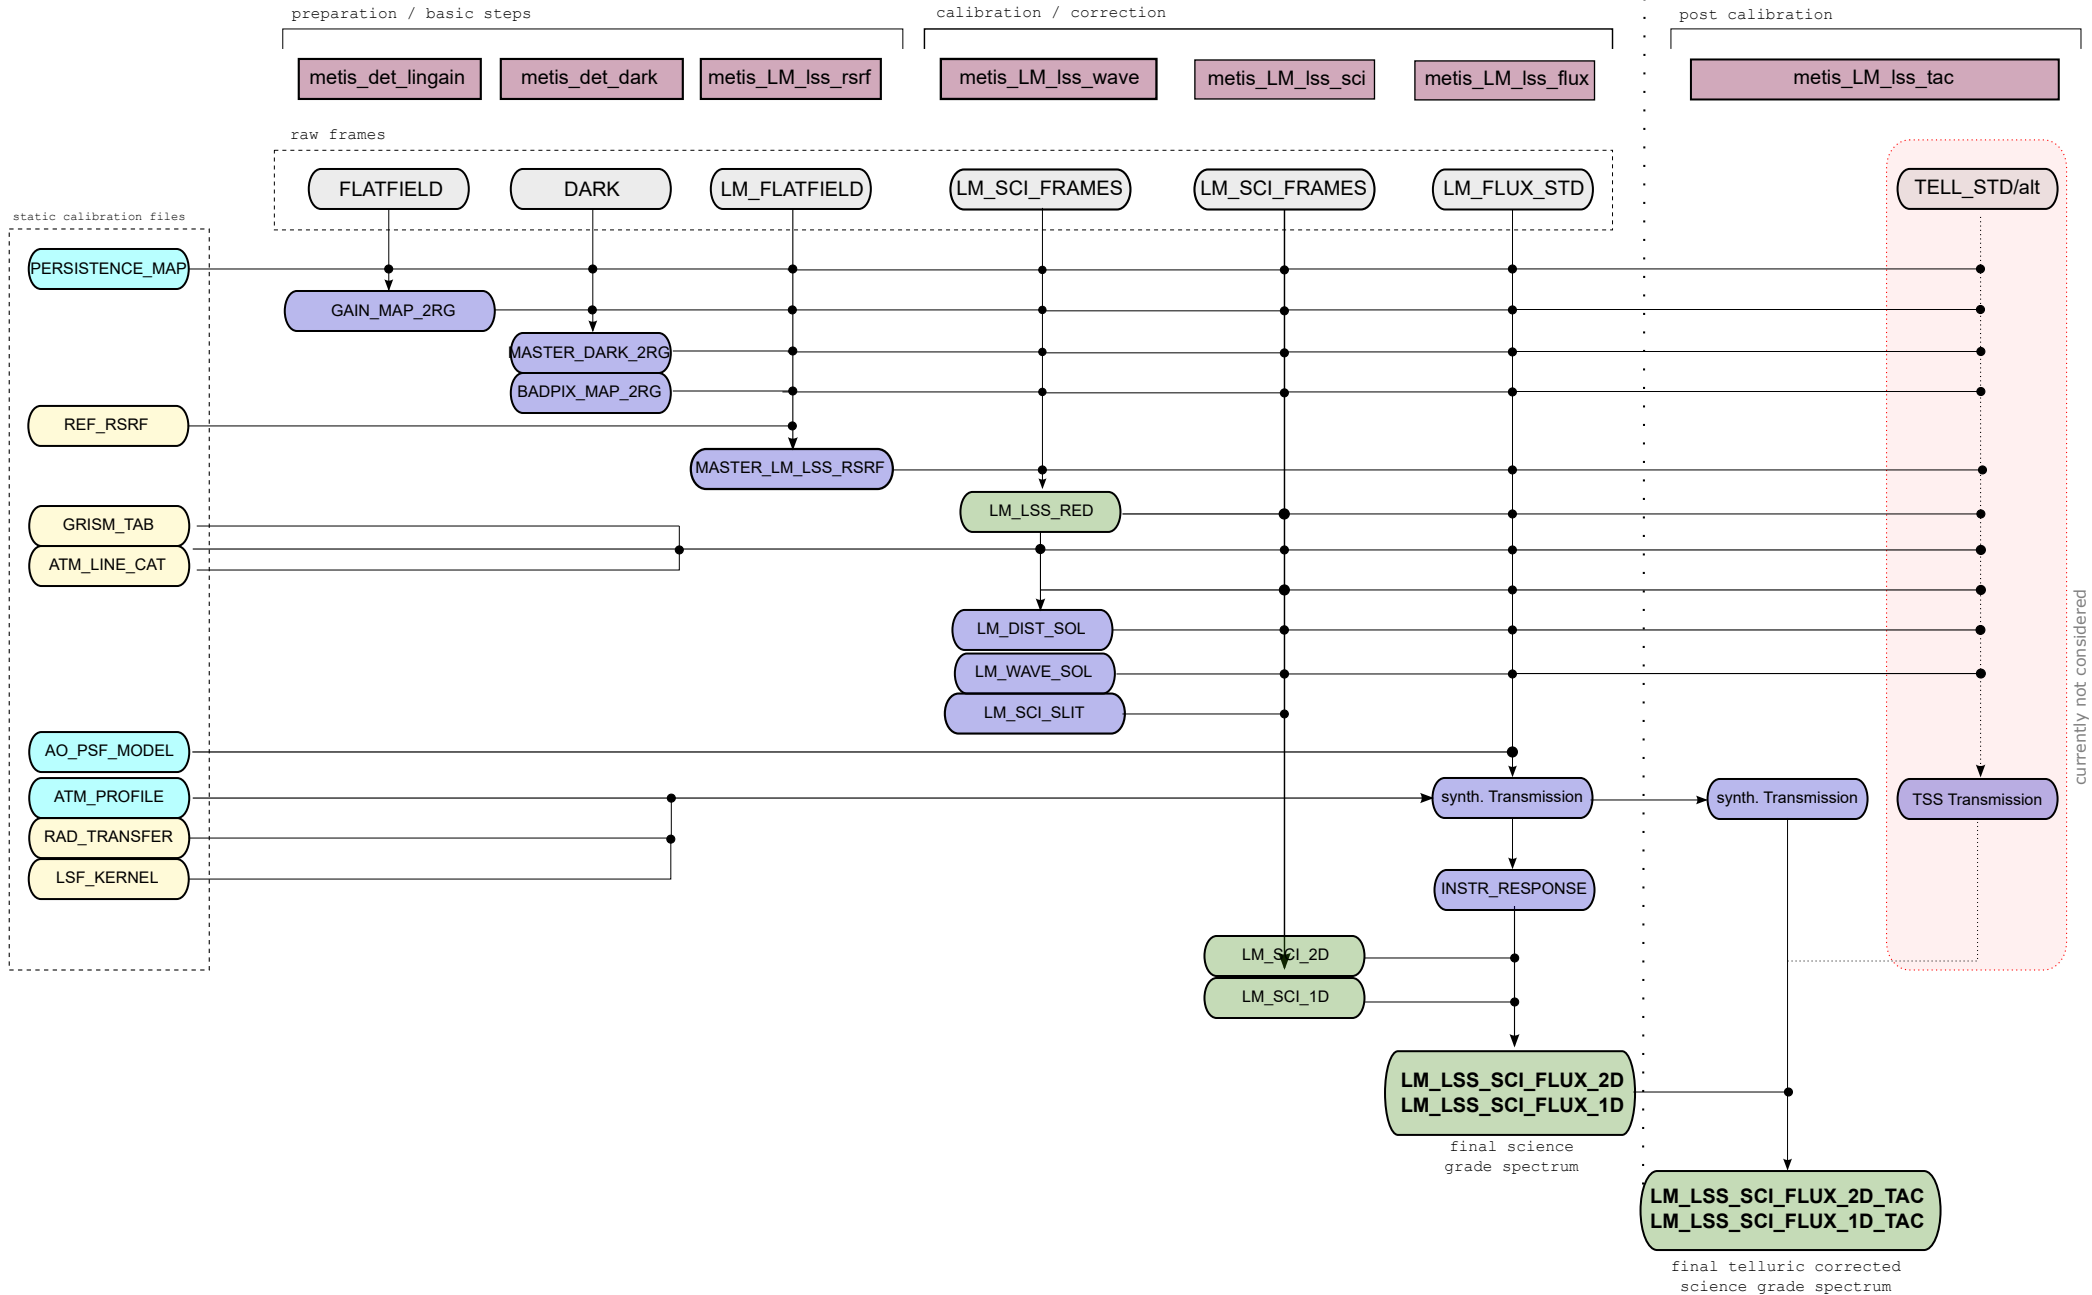 preparation / basic steps
calibration / correction
post calibration
metis_det_lingain
metis_det_dark
metis_LM_lss_rsrf
metis_LM_lss_wave
metis_LM_lss_sci
metis_LM_lss_flux
metis_LM_lss_tac
raw frames
FLATFIELD
DARK
LM_FLATFIELD
LM_SCI_FRAMES
LM_SCI_FRAMES
LM_FLUX_STD
TELL_STD/alt
static calibration files
PERSISTENCE_MAP
GAIN_MAP_2RG
MASTER_DARK_2RG
BADPIX_MAP_2RG
REF_RSRF
MASTER_LM_LSS_RSRF
GRISM_TAB
LM_LSS_RED
ATM_LINE_CAT
LM_DIST_SOL
LM_WAVE_SOL
LM_SCI_SLIT
currently not considered
AO_PSF_MODEL
ATM_PROFILE
synth. Transmission
synth. Transmission
TSS Transmission
RAD_TRANSFER
LSF_KERNEL
INSTR_RESPONSE
LM_SCI_2D
LM_SCI_1D
LM_LSS_SCI_FLUX_2D
LM_LSS_SCI_FLUX_1D
final science
grade spectrum
LM_LSS_SCI_FLUX_2D_TAC
LM_LSS_SCI_FLUX_1D_TAC
final telluric corrected
science grade spectrum